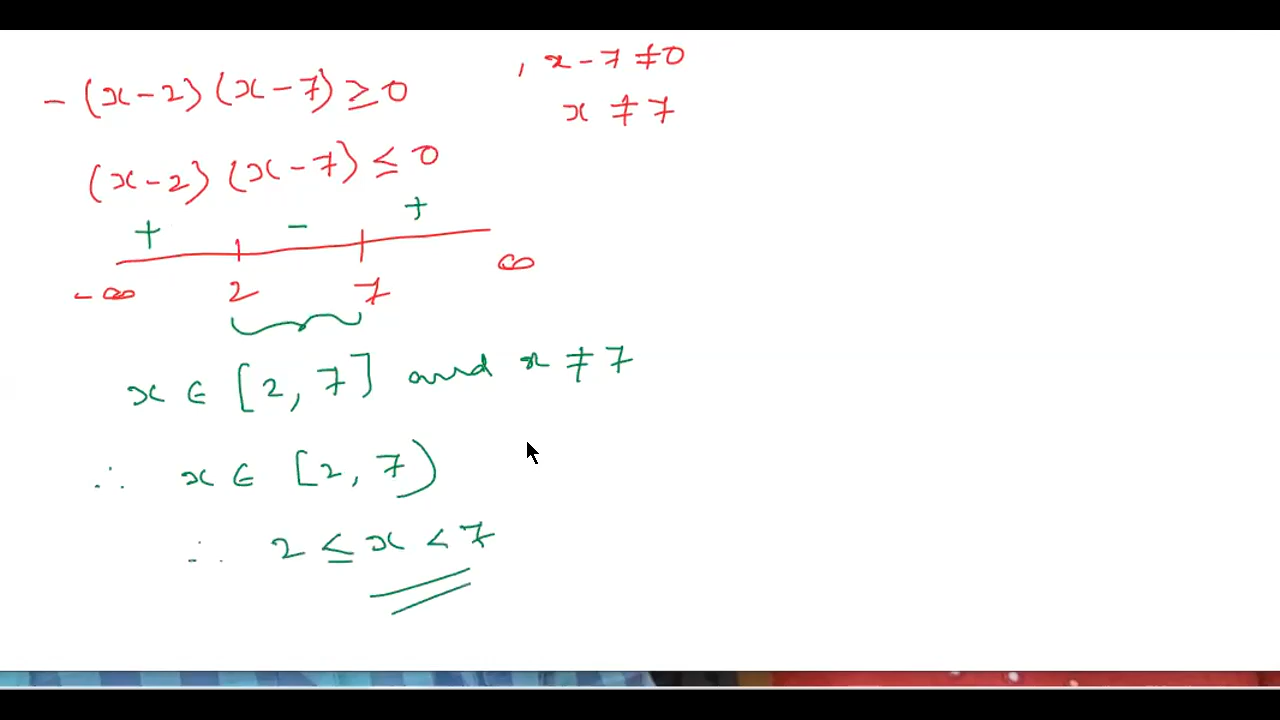 - (x-2) (x-7) ≥ 0 , x - 7 ≠ 0
x ≠ 7
(x-2) (x-7) ≤ 0
+ - +
-∞ 2 7 ∞
x ∈ [2, 7] and x ≠ 7
∴ x ∈ [2, 7)
∴ 2 ≤ x < 7